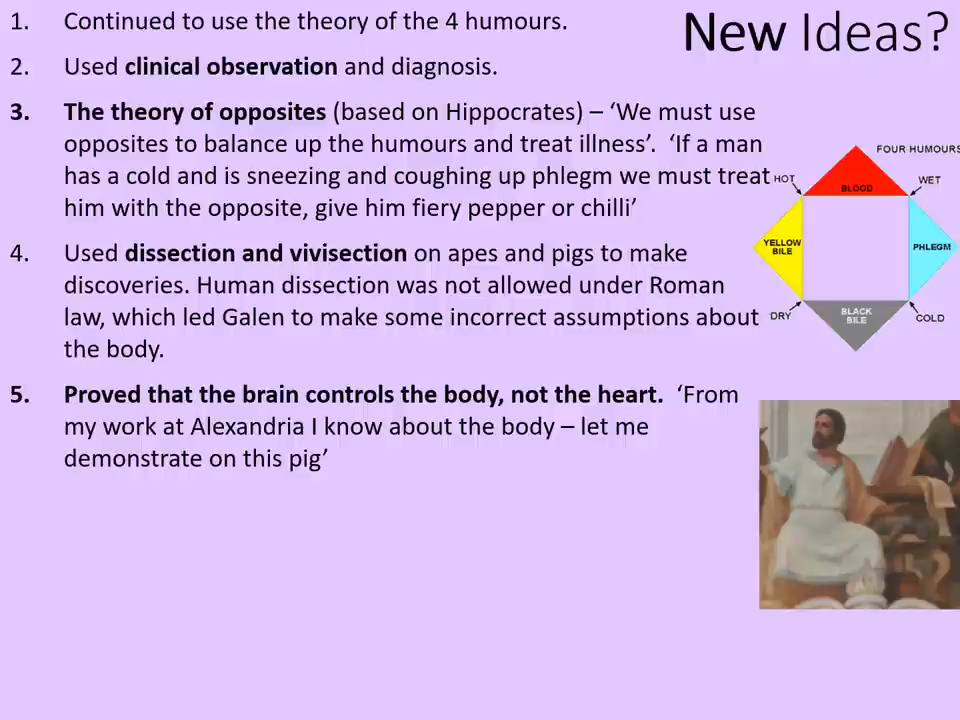 New Ideas?
1. Continued to use the theory of the 4 humours.
2. Used clinical observation and diagnosis.
3. The theory of opposites (based on Hippocrates) – ‘We must use
opposites to balance up the humours and treat illness’. ‘If a man
has a cold and is sneezing and coughing up phlegm we must treat
him with the opposite, give him fiery pepper or chilli’
4. Used dissection and vivisection on apes and pigs to make
discoveries. Human dissection was not allowed under Roman
law, which led Galen to make some incorrect assumptions about
the body.
5. Proved that the brain controls the body, not the heart. ‘From
my work at Alexandria I know about the body – let me
demonstrate on this pig’
FOUR HUMOURS
HOT
WET
BLOOD
YELLOW
BILE
PHLEGM
DRY
BLACK
BILE
COLD